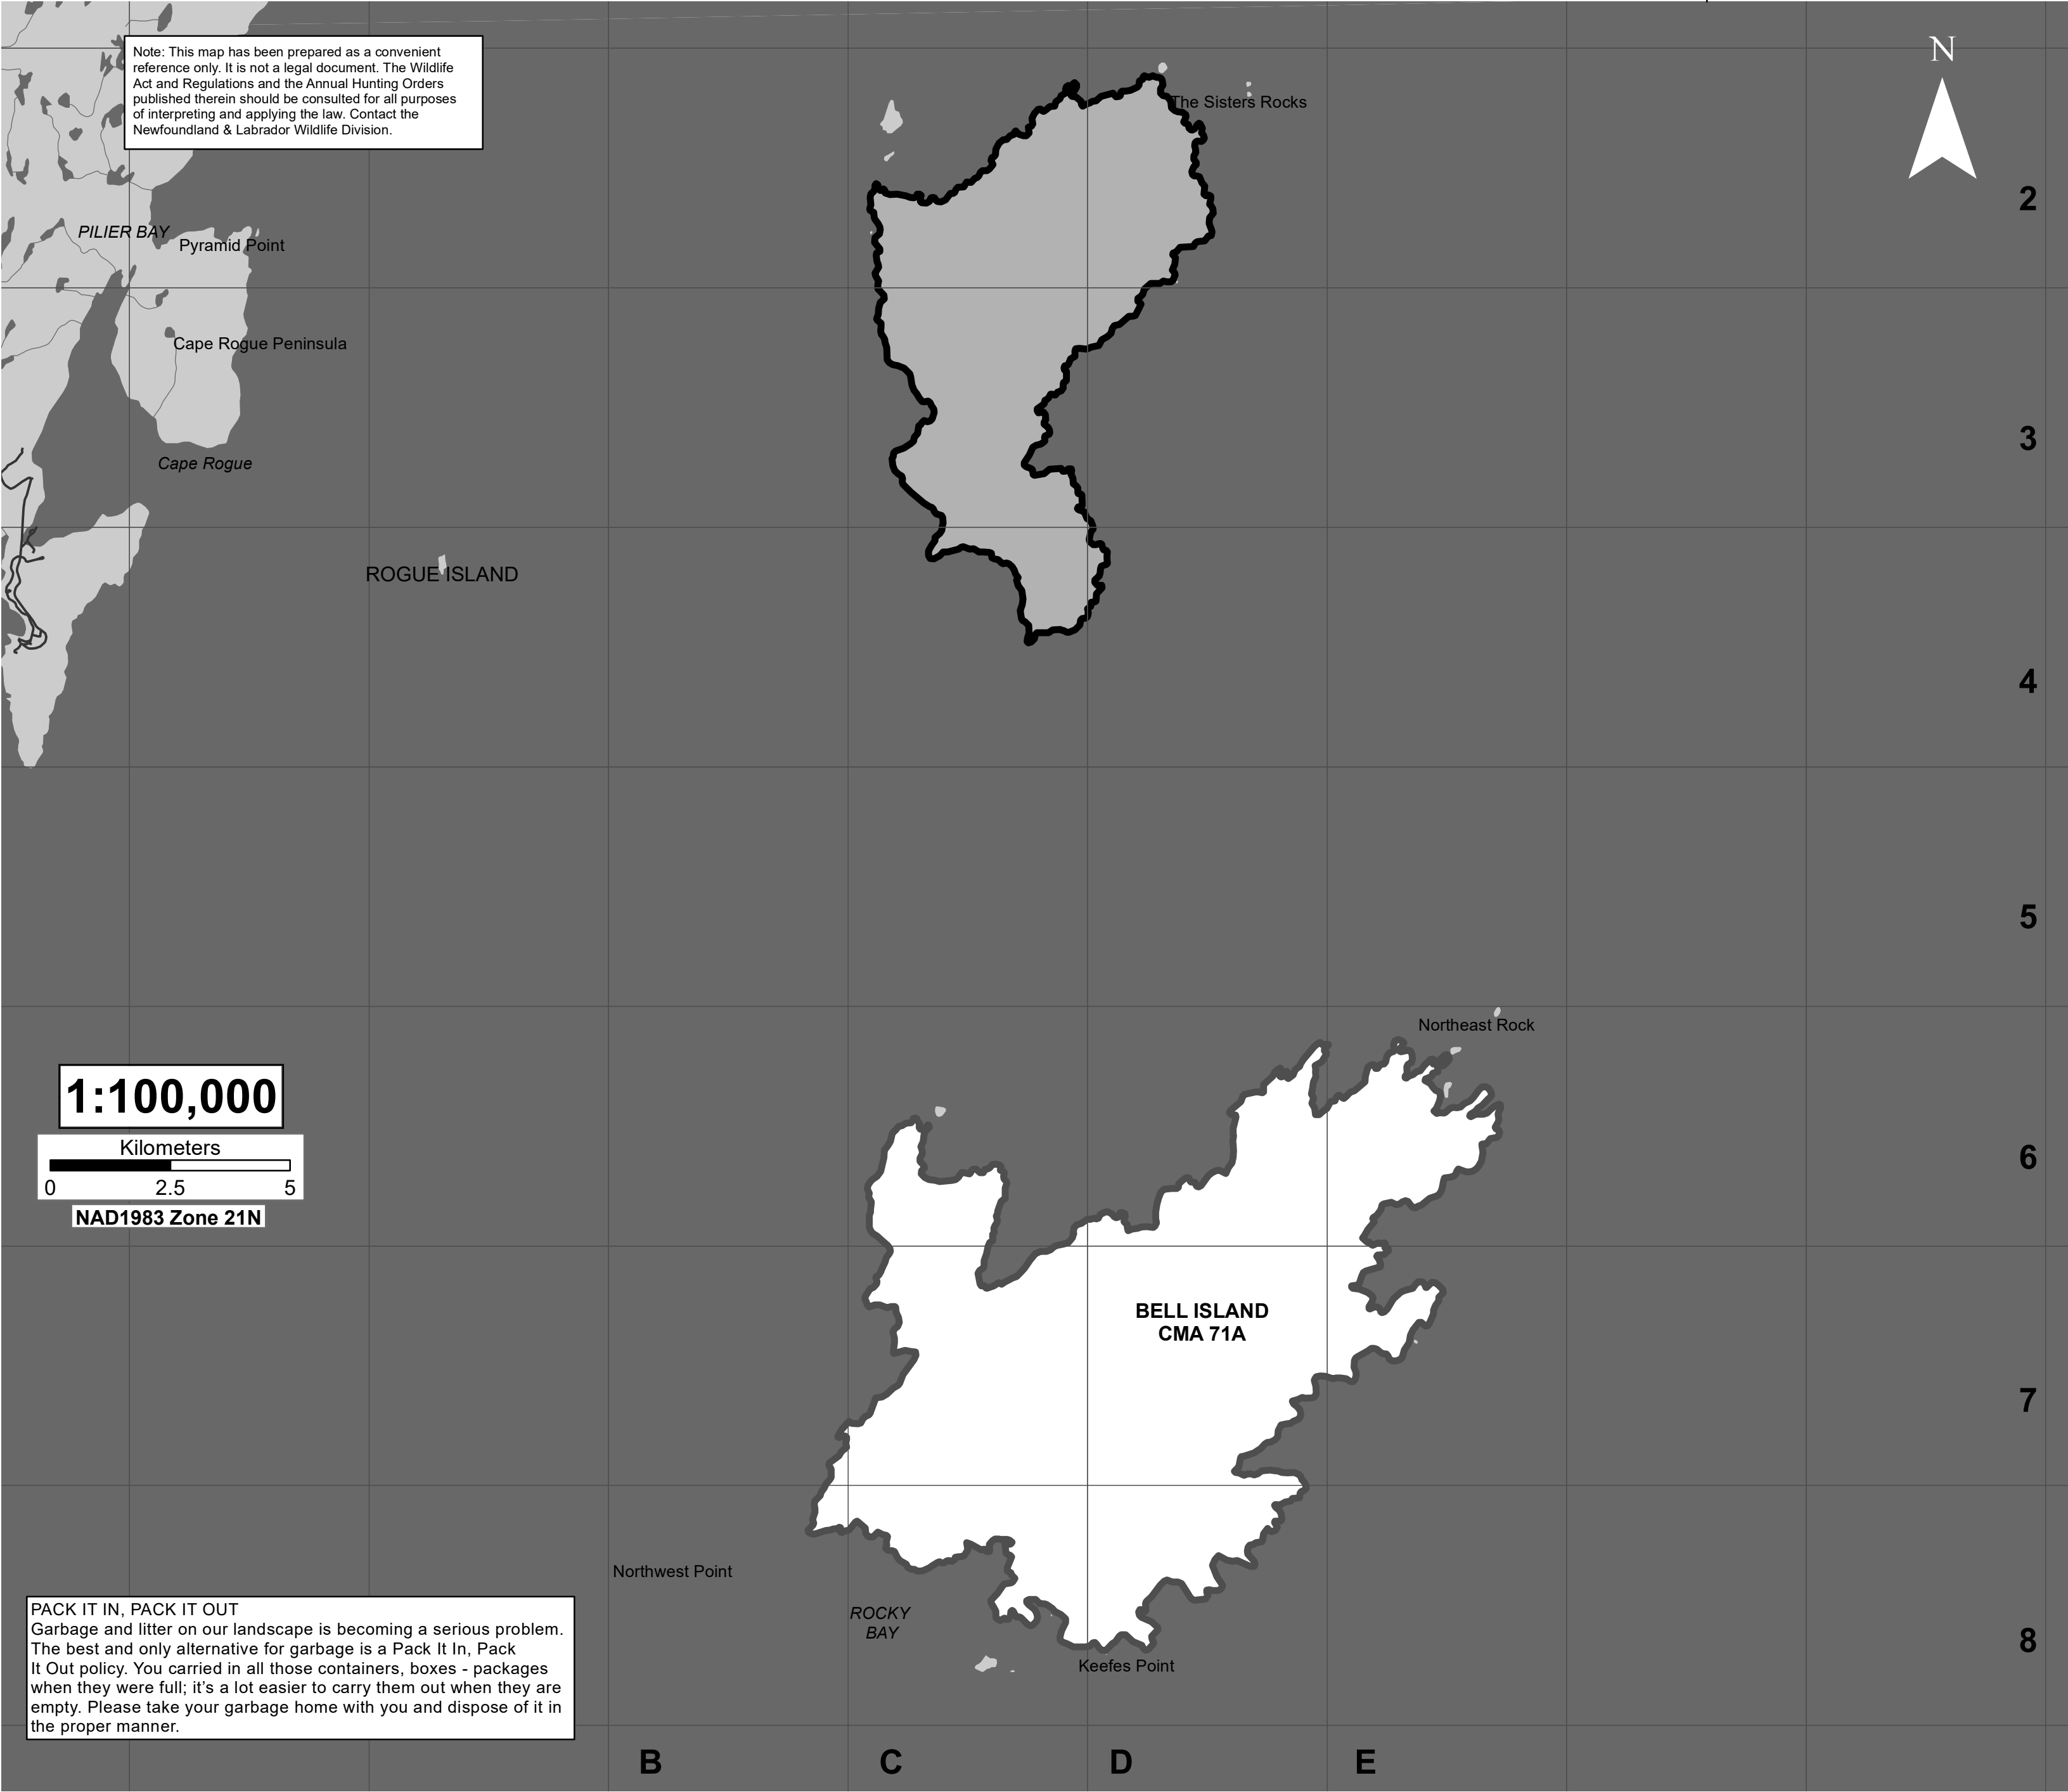 N
Note: This map has been prepared as a convenient
reference only. It is not a legal document. The Wildlife
Act and Regulations and the Annual Hunting Orders
published therein should be consulted for all purposes
of interpreting and applying the law. Contact the
Newfoundland & Labrador Wildlife Division.
The Sisters Rocks
2
PILIER BAY
Pyramid Point
Cape Rogue Peninsula
3
Cape Rogue
ROGUE ISLAND
4
5
Northeast Rock
1:100,000
Kilometers
0 2.5 5
NAD1983 Zone 21N
6
BELL ISLAND
CMA 71A
7
Northwest Point
ROCKY
BAY
8
Keefes Point
PACK IT IN, PACK IT OUT
Garbage and litter on our landscape is becoming a serious problem.
The best and only alternative for garbage is a Pack It In, Pack
It Out policy. You carried in all those containers, boxes - packages
when they were full; it’s a lot easier to carry them out when they are
empty. Please take your garbage home with you and dispose of it in
the proper manner.
B C D E